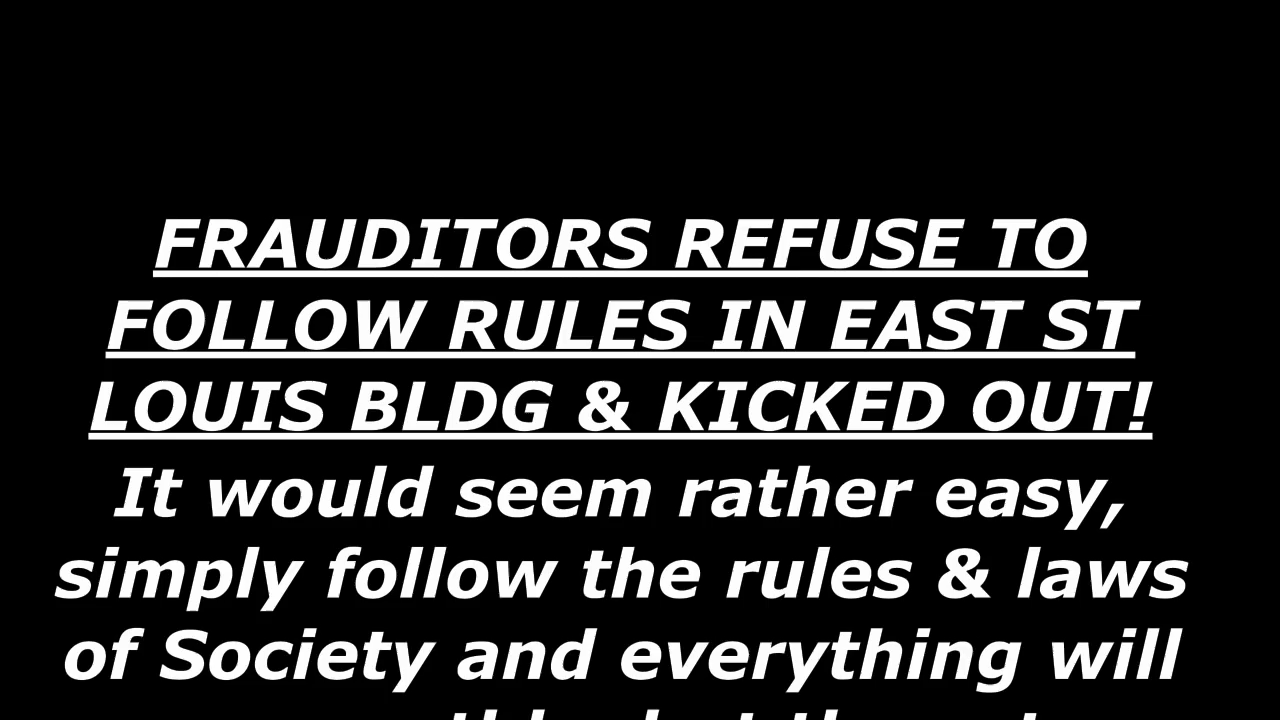 FRAUDITORS REFUSE TO
FOLLOW RULES IN EAST ST
LOUIS BLDG & KICKED OUT!
It would seem rather easy,
simply follow the rules & laws
of Society and everything will